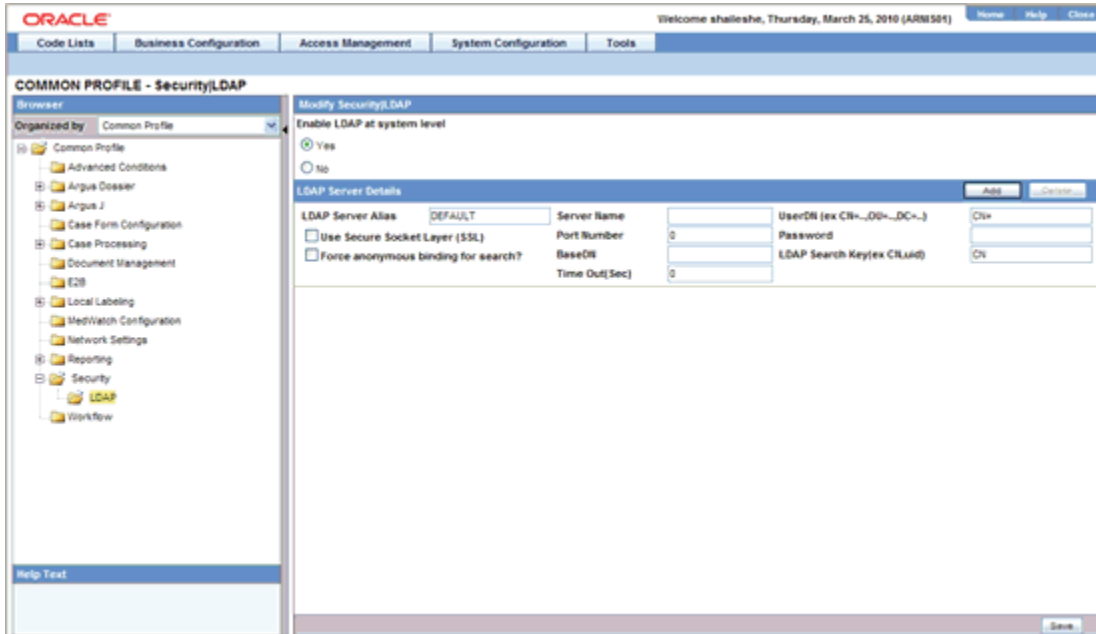 ORACLE
Welcome shaileshe, Thursday, March 25, 2010 (ARMIS01)
Home Help Close
Code Lists Business Configuration Access Management System Configuration Tools
COMMON PROFILE - Security|LDAP
Browser
Organized by Common Profile
Common Profile
Advanced Conditions
Argus Dossier
Argus J
Case Form Configuration
Case Processing
Document Management
E2B
Local Labeling
MedWatch Configuration
Network Settings
Reporting
Security
LDAP
Workflow
Help Text
Modify Security|LDAP
Enable LDAP at system level
Yes
No
LDAP Server Details Add Delete...
LDAP Server Alias DEFAULT Server Name UserDN (ex CN=..,OU=..,DC=..) CN=
Use Secure Socket Layer (SSL) Port Number 0 Password
Force anonymous binding for search? BaseDN LDAP Search Key(ex CN,uid) CN
Time Out(Sec) 0
Save